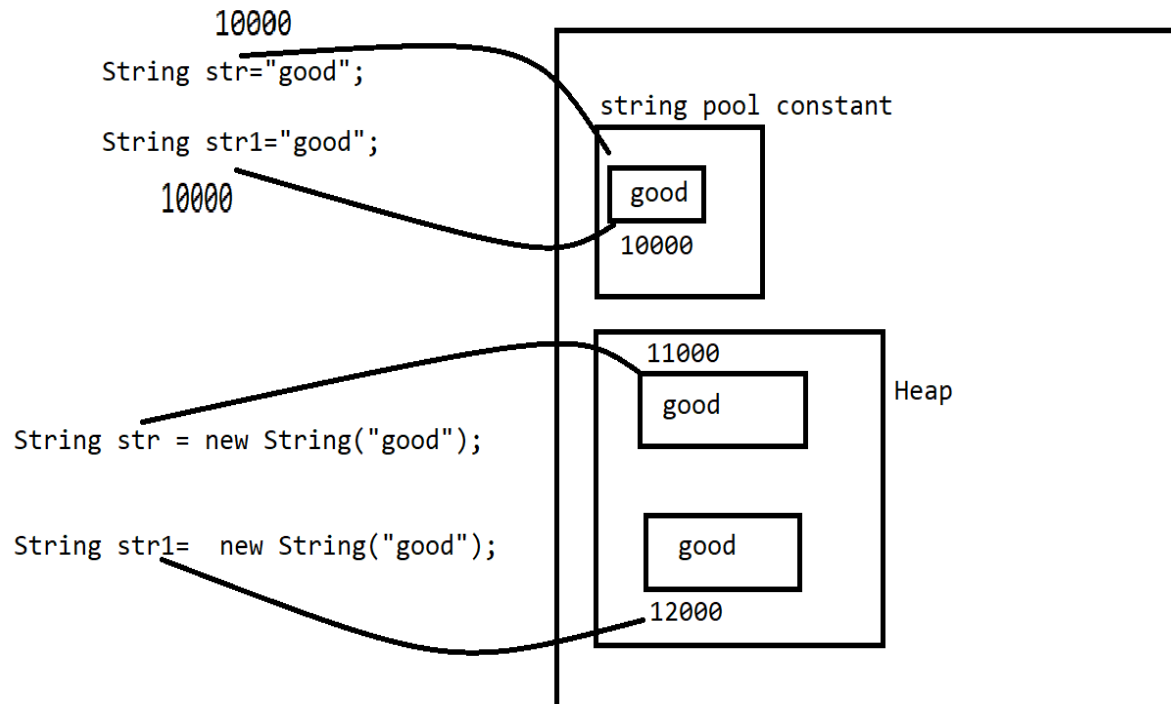 10000
String str="good";
string pool constant
String str1="good";
10000
good
10000
11000
good
Heap
String str = new String("good");
String str1=  new String("good");
good
12000